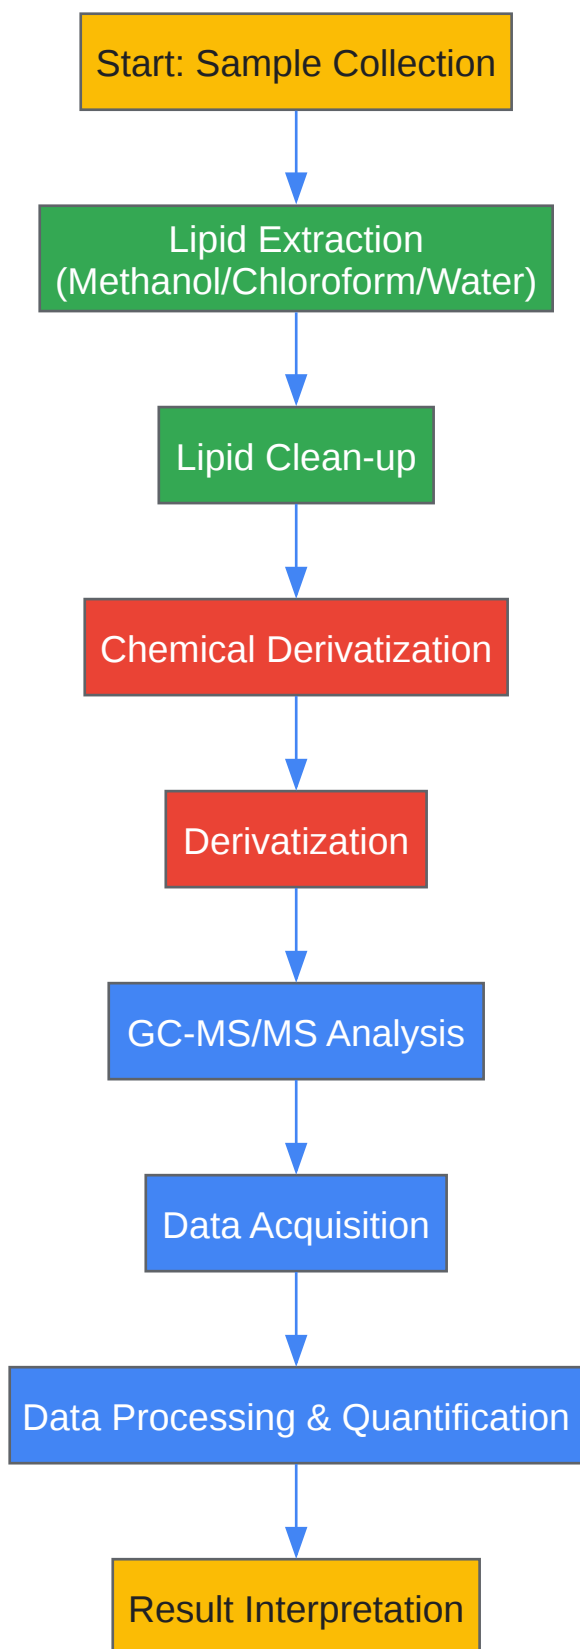 Start: Sample Collection
Lipid Extraction
(Methanol/Chloroform/Water)
Lipid Clean-up
Chemical Derivatization
Derivatization
GC-MS/MS Analysis
Data Acquisition
Data Processing & Quantification
Result Interpretation